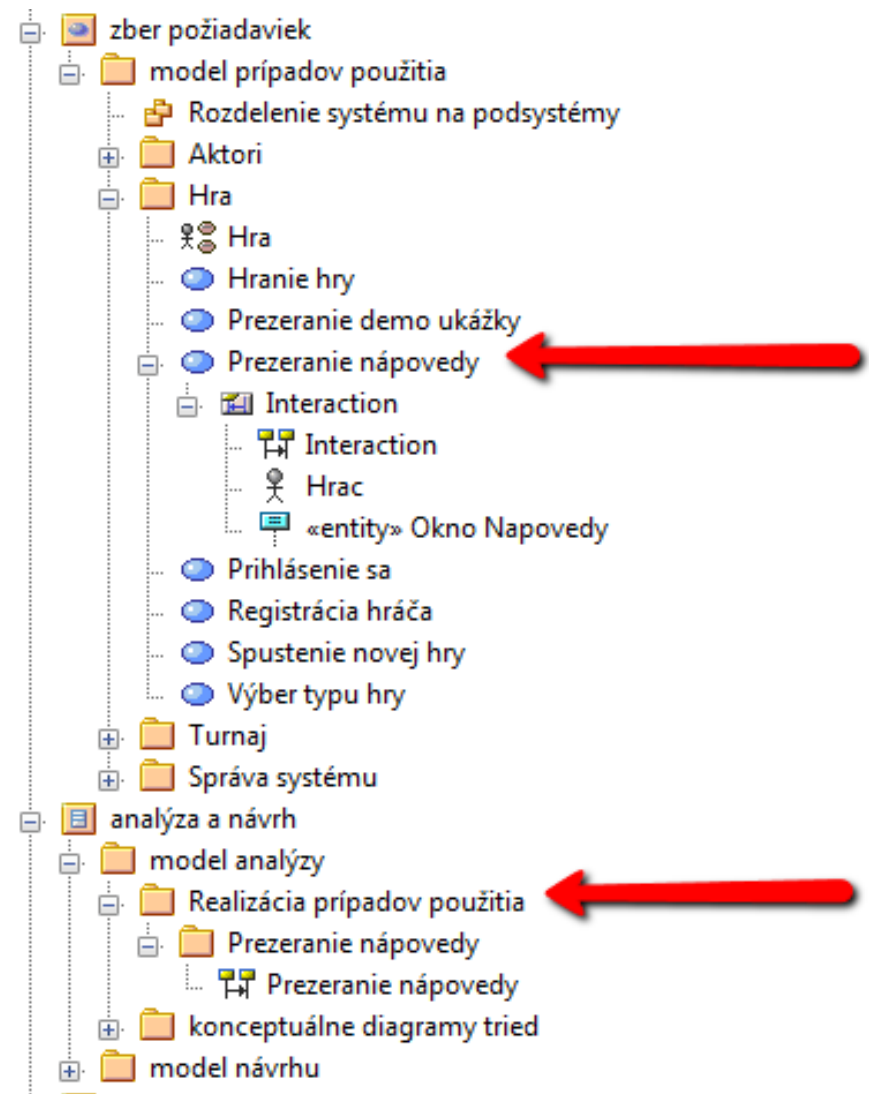 zber požiadaviek
model prípadov použitia
Rozdelenie systému na podsystémy
Aktori
Hra
Hra
Hranie hry
Prezeranie demo ukážky
Prezeranie nápovedy
Interaction
Interaction
Hrac
«entity» Okno Napovedy
Prihlásenie sa
Registrácia hráča
Spustenie novej hry
Výber typu hry
Turnaj
Správa systému
analýza a návrh
model analýzy
Realizácia prípadov použitia
Prezeranie nápovedy
Prezeranie nápovedy
konceptuálne diagramy tried
model návrhu